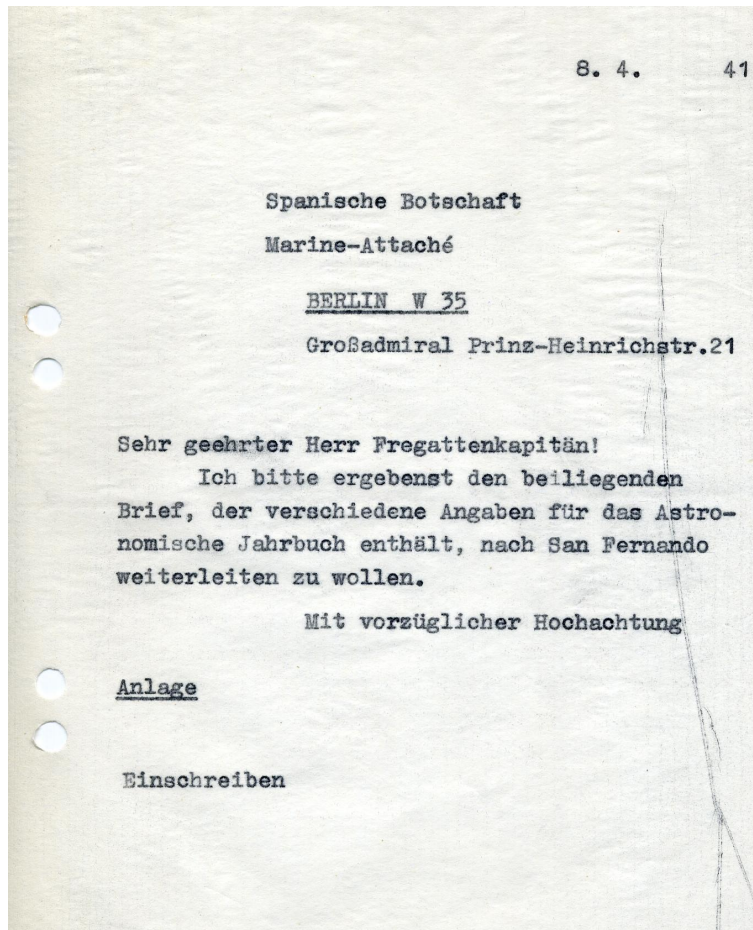 8. 4. 41
Spanische Botschaft
Marine-Attaché
BERLIN W 35
Großadmiral Prinz-Heinrichstr.21
Sehr geehrter Herr Fregattenkapitän!
Ich bitte ergebenst den beiliegenden
Brief, der verschiedene Angaben für das Astro-
nomische Jahrbuch enthält, nach San Fernando
weiterleiten zu wollen.
Mit vorzüglicher Hochachtung
Anlage
Einschreiben